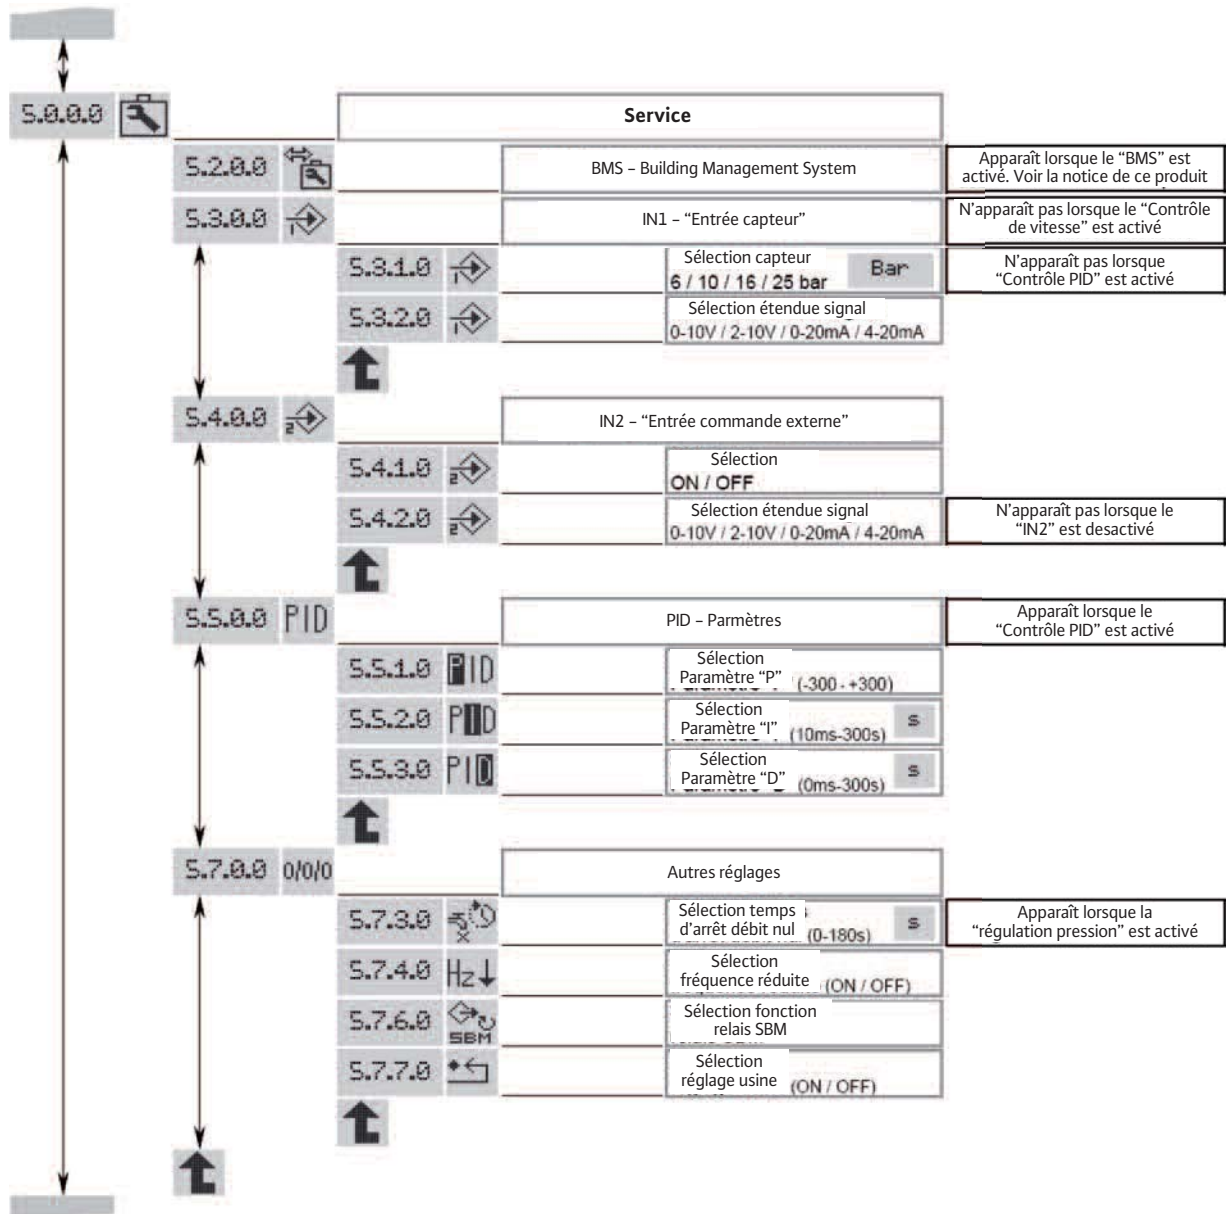 5.0.0.0
Service
5.2.0.0
BMS – Building Management System
Apparaît lorsque le “BMS” est
activé. Voir la notice de ce produit
5.3.0.0
1
IN1 – “Entrée capteur”
N’apparaît pas lorsque le “Contrôle
de vitesse” est activé
5.3.1.0
1
Sélection capteur
6 / 10 / 16 / 25 bar
Bar
N’apparaît pas lorsque
“Contrôle PID” est activé
5.3.2.0
1
Sélection étendue signal
0-10V / 2-10V / 0-20mA / 4-20mA
5.4.0.0
2
IN2 – “Entrée commande externe”
5.4.1.0
2
Sélection
ON / OFF
5.4.2.0
2
Sélection étendue signal
0-10V / 2-10V / 0-20mA / 4-20mA
N’apparaît pas lorsque le
“IN2” est desactivé
5.5.0.0 PID
PID – Parmètres
Apparaît lorsque le
“Contrôle PID” est activé
5.5.1.0 PID
Sélection
Paramètre “P” (-300 - +300)
5.5.2.0 PID
Sélection
Paramètre “I” (10ms-300s)
s
5.5.3.0 PID
Sélection
Paramètre “D” (0ms-300s)
s
5.7.0.0 0/0/0
Autres réglages
5.7.3.0
Sélection temps
d’arrêt débit nul (0-180s)
s
Apparaît lorsque la
“régulation pression” est activé
5.7.4.0 Hz
Sélection
fréquence réduite (ON / OFF)
5.7.6.0 SBM
Sélection fonction
relais SBM
5.7.7.0
Sélection
réglage usine (ON / OFF)